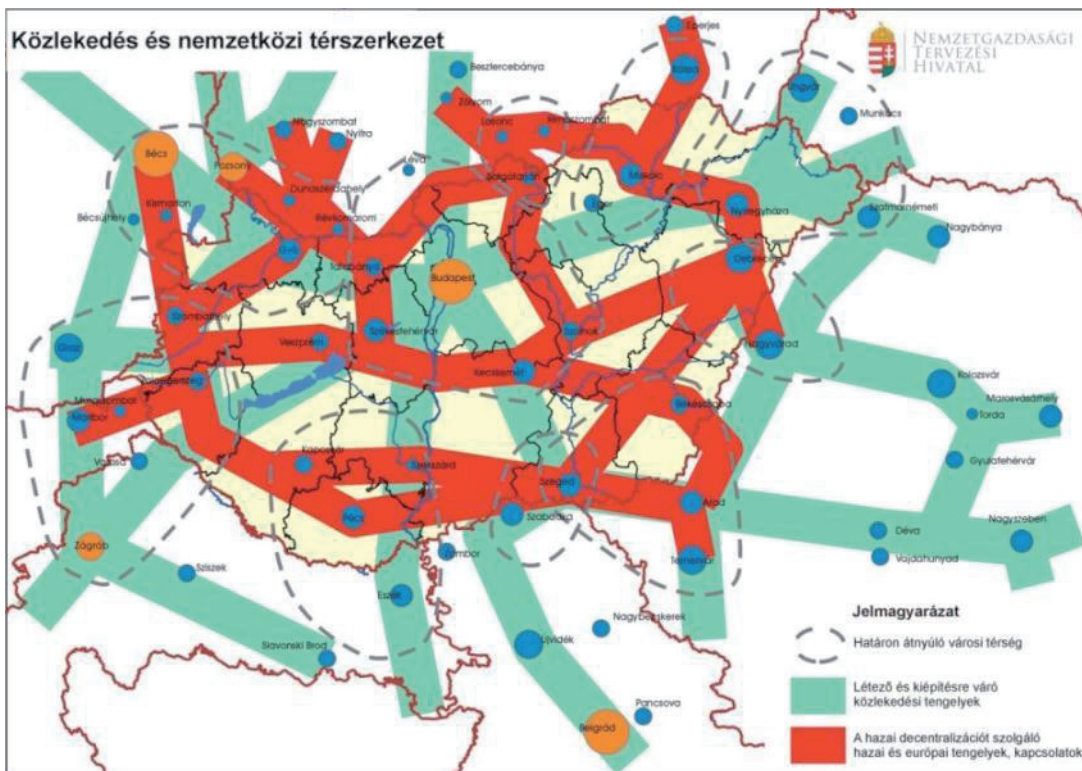 Közlekedés és nemzetközi térszerkezet
NEMZETGAZDASÁGI
TERVEZÉSI
HIVATAL
Eperjes
Besztercebánya
Kassa
Ungvár
Munkács
Zólyom
Losonc
Rimaszombat
Nagyszombat
Nyitra
Bécs
Pozsony
Léva
Salgótarján
Miskolc
Dunaszerdahely
Eger
Nyíregyháza
Kismarton
Bécsújhely
Révkomárom
Szatmárnémeti
Nagybánya
Győr
Tatabánya
Budapest
Debrecen
Szombathely
Székesfehérvár
Szolnok
Graz
Veszprém
Nagyvárad
Kecskemét
Zalaegerszeg
Kolozsvár
Marosvásárhely
Muraszombat
Maribor
Békéscsaba
Torda
Kaposvár
Szekszárd
Gyulafehérvár
Szeged
Arad
Pécs
Szabadka
Déva
Nagyszeben
Zágráb
Zombor
Temesvár
Vajdahunyad
Sziszek
Eszék
Nagybecskerek
Újvidék
Slavonski Brod
Pancsova
Belgrád
Jelmagyarázat
Határon átnyúló városi térség
Létező és kiépítésre váró
közlekedési tengelyek
A hazai decentralizációt szolgáló
hazai és európai tengelyek, kapcsolatok